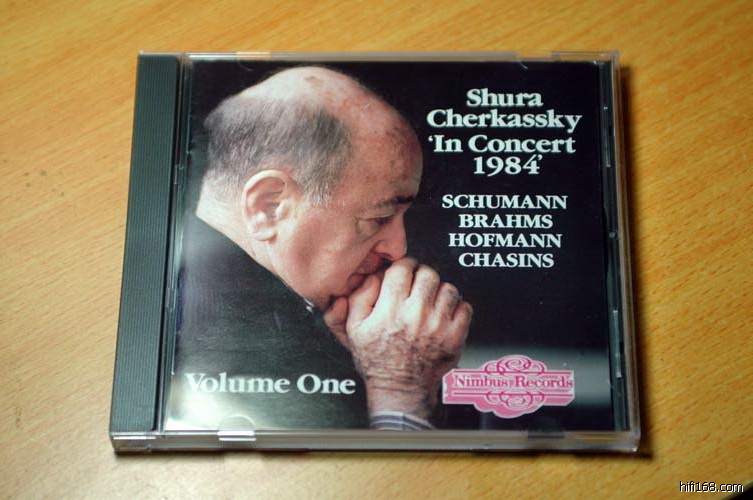 Shura
Cherkassky
'In Concert
1984'
SCHUMANN
BRAHMS
HOFMANN
CHASINS
Volume One
Nimbus Records
hifi168.com